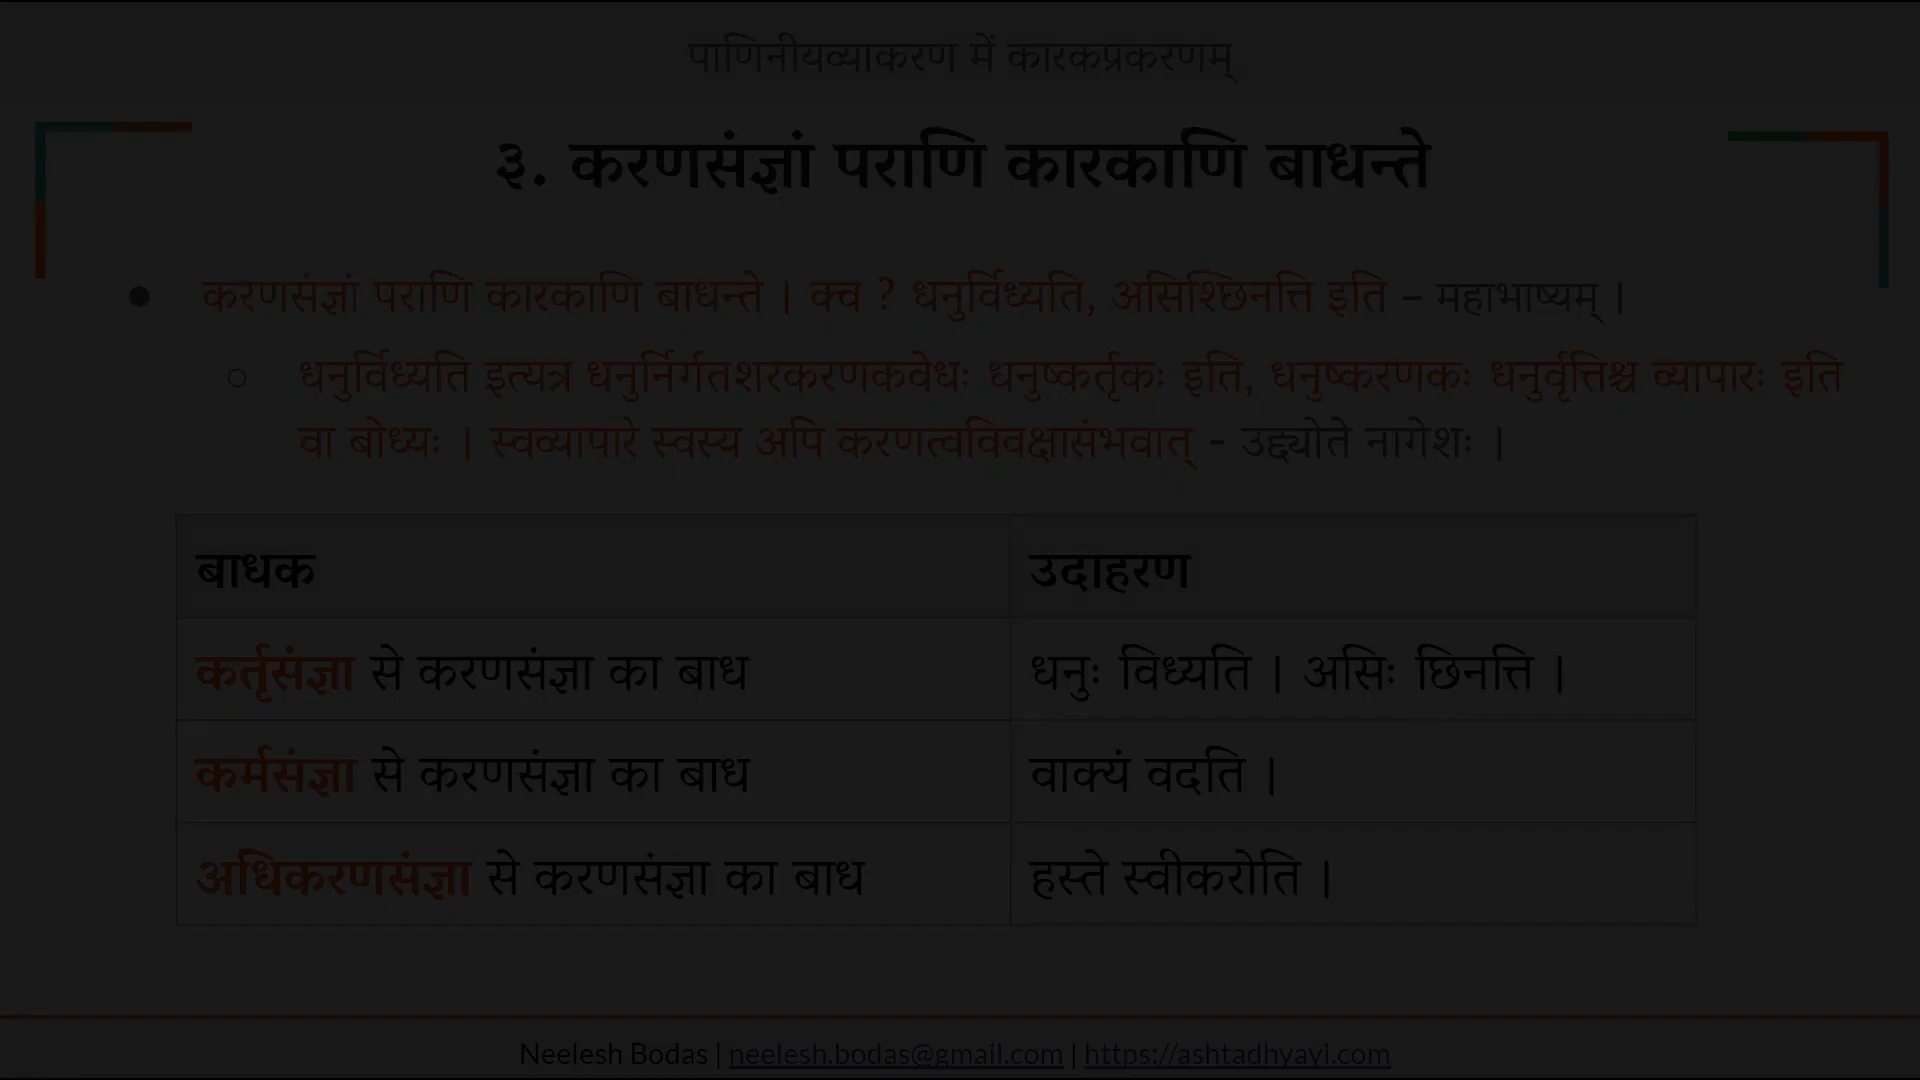 पाणिनीयव्याकरण में कारकप्रकरणम्
३. करणसंज्ञां पराणि कारकाणि बाधन्ते
● करणसंज्ञां पराणि कारकाणि बाधन्ते । क्व ? धनुर्विध्यति, असिश्छिनत्ति इति – महाभाष्यम् ।
○ धनुर्विध्यति इत्यत्र धनुर्निर्गतशरकरणकवेधः धनुष्कर्तृकः इति, धनुष्करणकः धनुर्वृत्तिश्च व्यापारः इति
वा बोध्यः । स्वव्यापारे स्वस्य अपि करणत्वविवक्षासंभवात् - उद्द्योते नागेशः ।
बाधक उदाहरण
कर्तृसंज्ञा से करणसंज्ञा का बाध धनुः विध्यति । असिः छिनत्ति ।
कर्मसंज्ञा से करणसंज्ञा का बाध वाक्यं वदति ।
अधिकरणसंज्ञा से करणसंज्ञा का बाध हस्ते स्वीकरोति ।
Neelesh Bodas | neelesh.bodas@gmail.com | https://ashtadhyayi.com